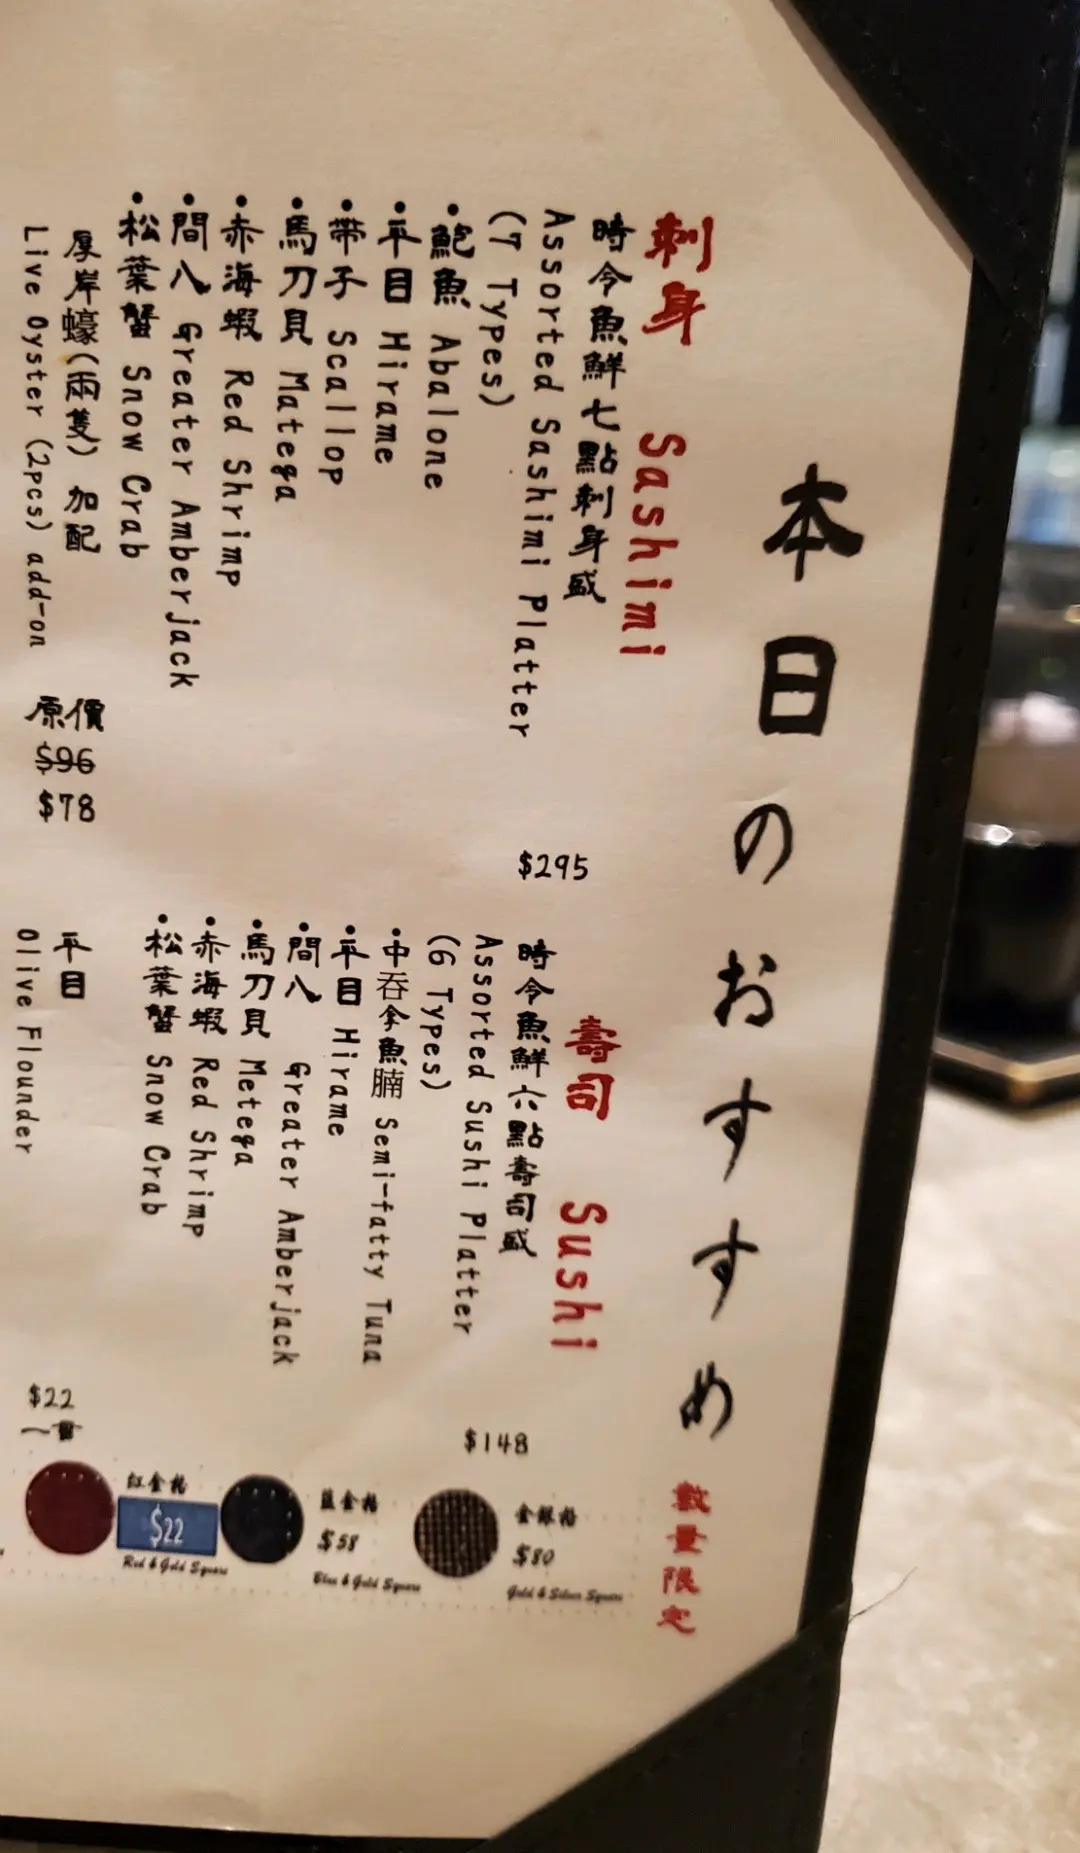 本日のおすすめ
數量限定
刺身 Sashimi
時令魚鮮七點刺身盛
Assorted Sashimi Platter
(7 Types)
$295
•鮑魚 Abalone
•平目 Hirame
•帶子 Scallop
•馬刀貝 Matega
•赤海蝦 Red Shrimp
•間八 Greater Amberjack
•松葉蟹 Snow Crab
厚岸蠔(兩隻) 加配
Live Oyster (2pcs) add-on
原價
$96
$78
壽司 Sushi
時令魚鮮六點壽司盛
Assorted Sushi Platter
(6 Types)
$148
•中吞拿魚腩 Semi-fatty Tuna
•平目 Hirame
•間八 Greater Amberjack
•馬刀貝 Metega
•赤海蝦 Red Shrimp
•松葉蟹 Snow Crab
平目
Olive Flounder
$22
一貫
金銀格
$80
Gold & Silver Square
藍金格
$58
Blue & Gold Square
紅金格
$22
Red & Gold Square